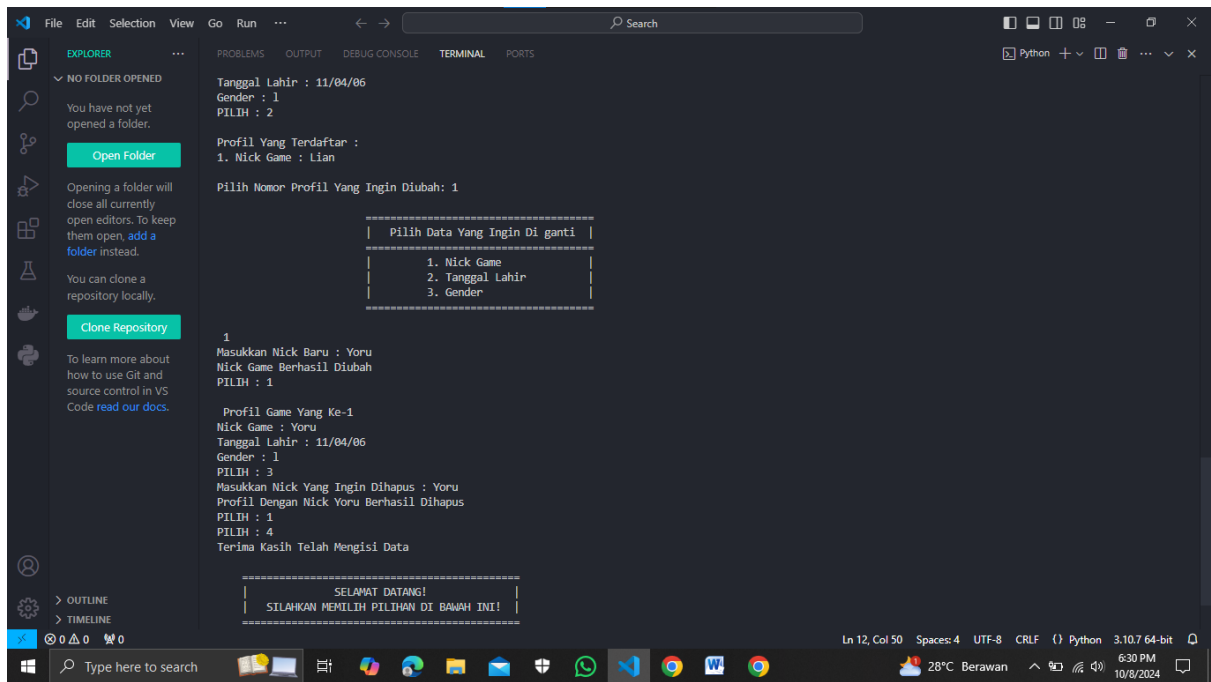 File Edit Selection View Go Run ··· Search
EXPLORER ···
NO FOLDER OPENED
You have not yet
opened a folder.
Open Folder
Opening a folder will
close all currently
open editors. To keep
them open, add a
folder instead.
You can clone a
repository locally.
Clone Repository
To learn more about
how to use Git and
source control in VS
Code read our docs.
OUTLINE
TIMELINE
PROBLEMS OUTPUT DEBUG CONSOLE TERMINAL PORTS Python
Tanggal Lahir : 11/04/06
Gender : l
PILIH : 2
Profil Yang Terdaftar :
1. Nick Game : Lian
Pilih Nomor Profil Yang Ingin Diubah: 1
=====================================
| Pilih Data Yang Ingin Di ganti |
=====================================
| 1. Nick Game |
| 2. Tanggal Lahir |
| 3. Gender |
=====================================
1
Masukkan Nick Baru : Yoru
Nick Game Berhasil Diubah
PILIH : 1
Profil Game Yang Ke-1
Nick Game : Yoru
Tanggal Lahir : 11/04/06
Gender : l
PILIH : 3
Masukkan Nick Yang Ingin Dihapus : Yoru
Profil Dengan Nick Yoru Berhasil Dihapus
PILIH : 1
PILIH : 4
Terima Kasih Telah Mengisi Data
=============================================
| SELAMAT DATANG! |
| SILAHKAN MEMILIH PILIHAN DI BAWAH INI! |
=============================================
0 0 0 Ln 12, Col 50 Spaces: 4 UTF-8 CRLF {} Python 3.10.7 64-bit
Type here to search 28°C Berawan 6:30 PM
10/8/2024